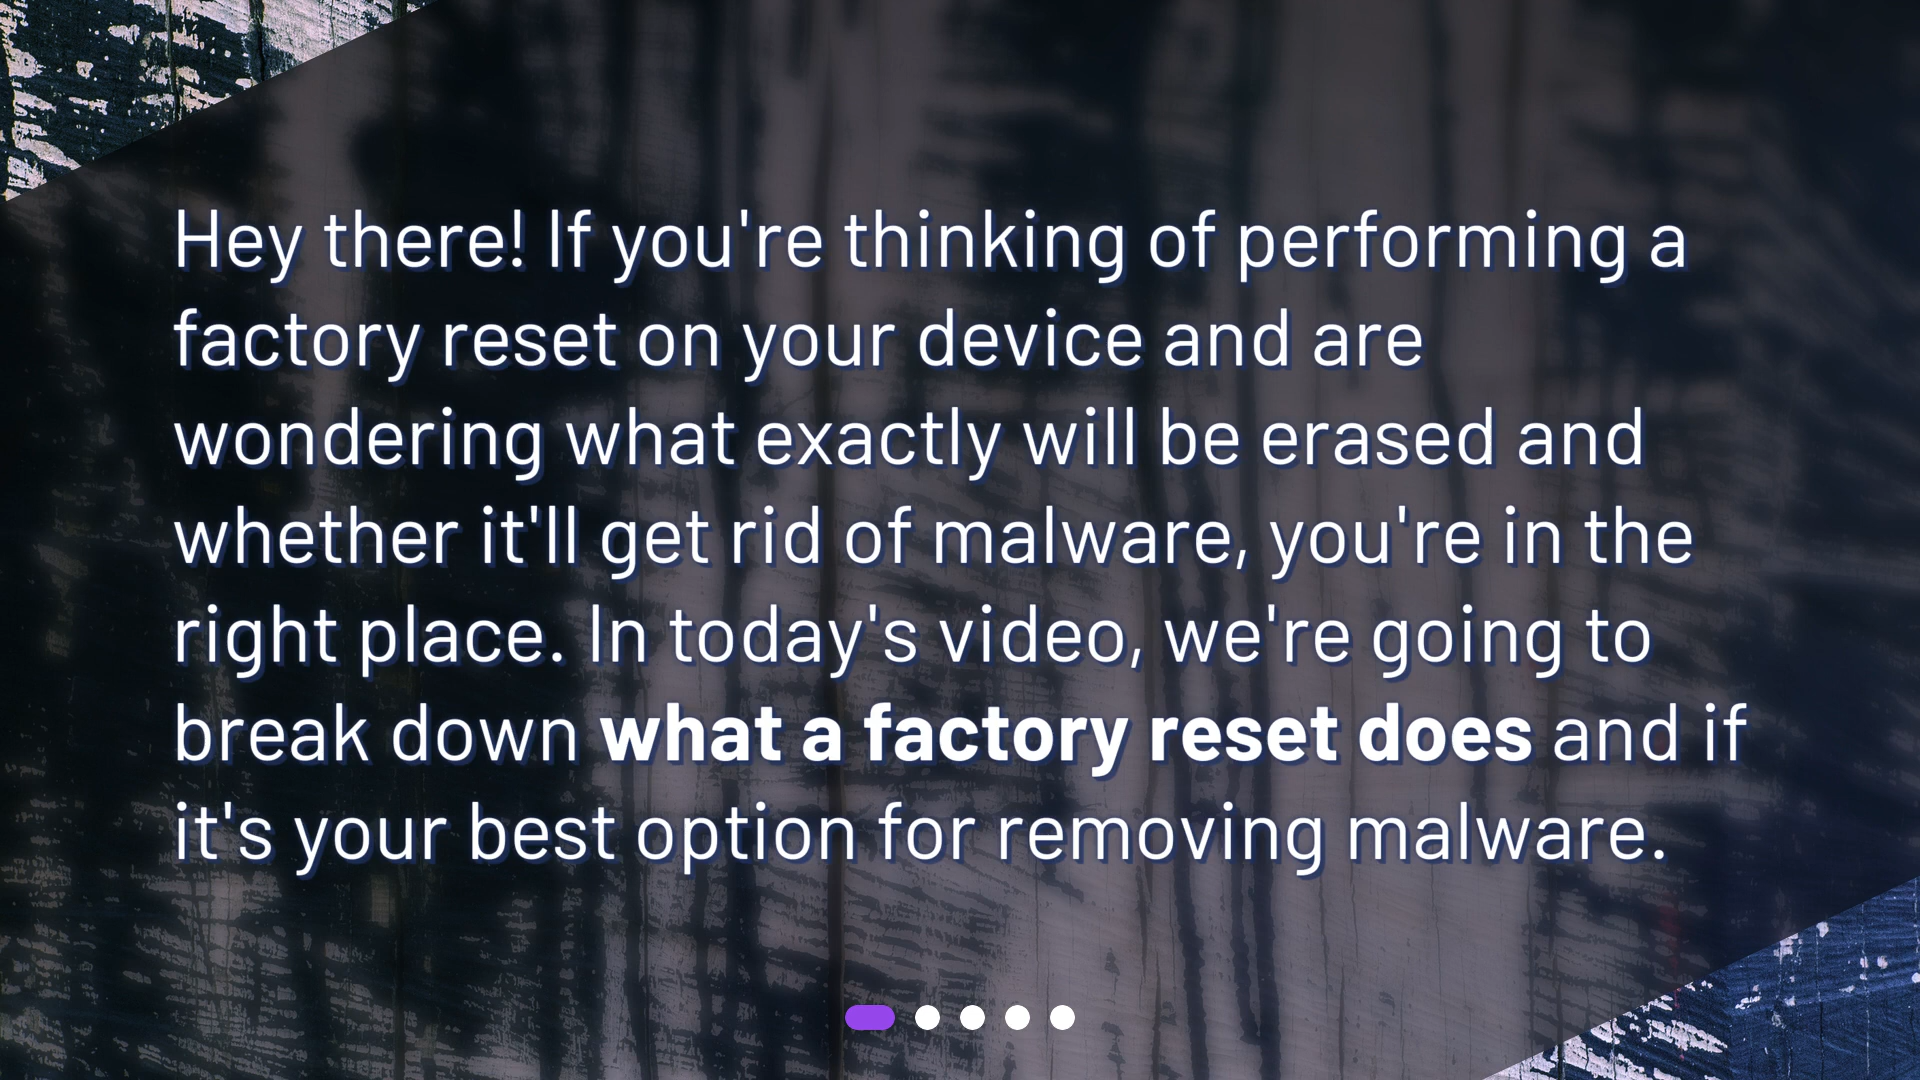 Hey there! If you're thinking of performing a
factory reset on your device and are
wondering what exactly will be erased and
whether it'll get rid of malware, you're in the
right place. In today's video, we're going to
break down what a factory reset does and if
it's your best option for removing malware.